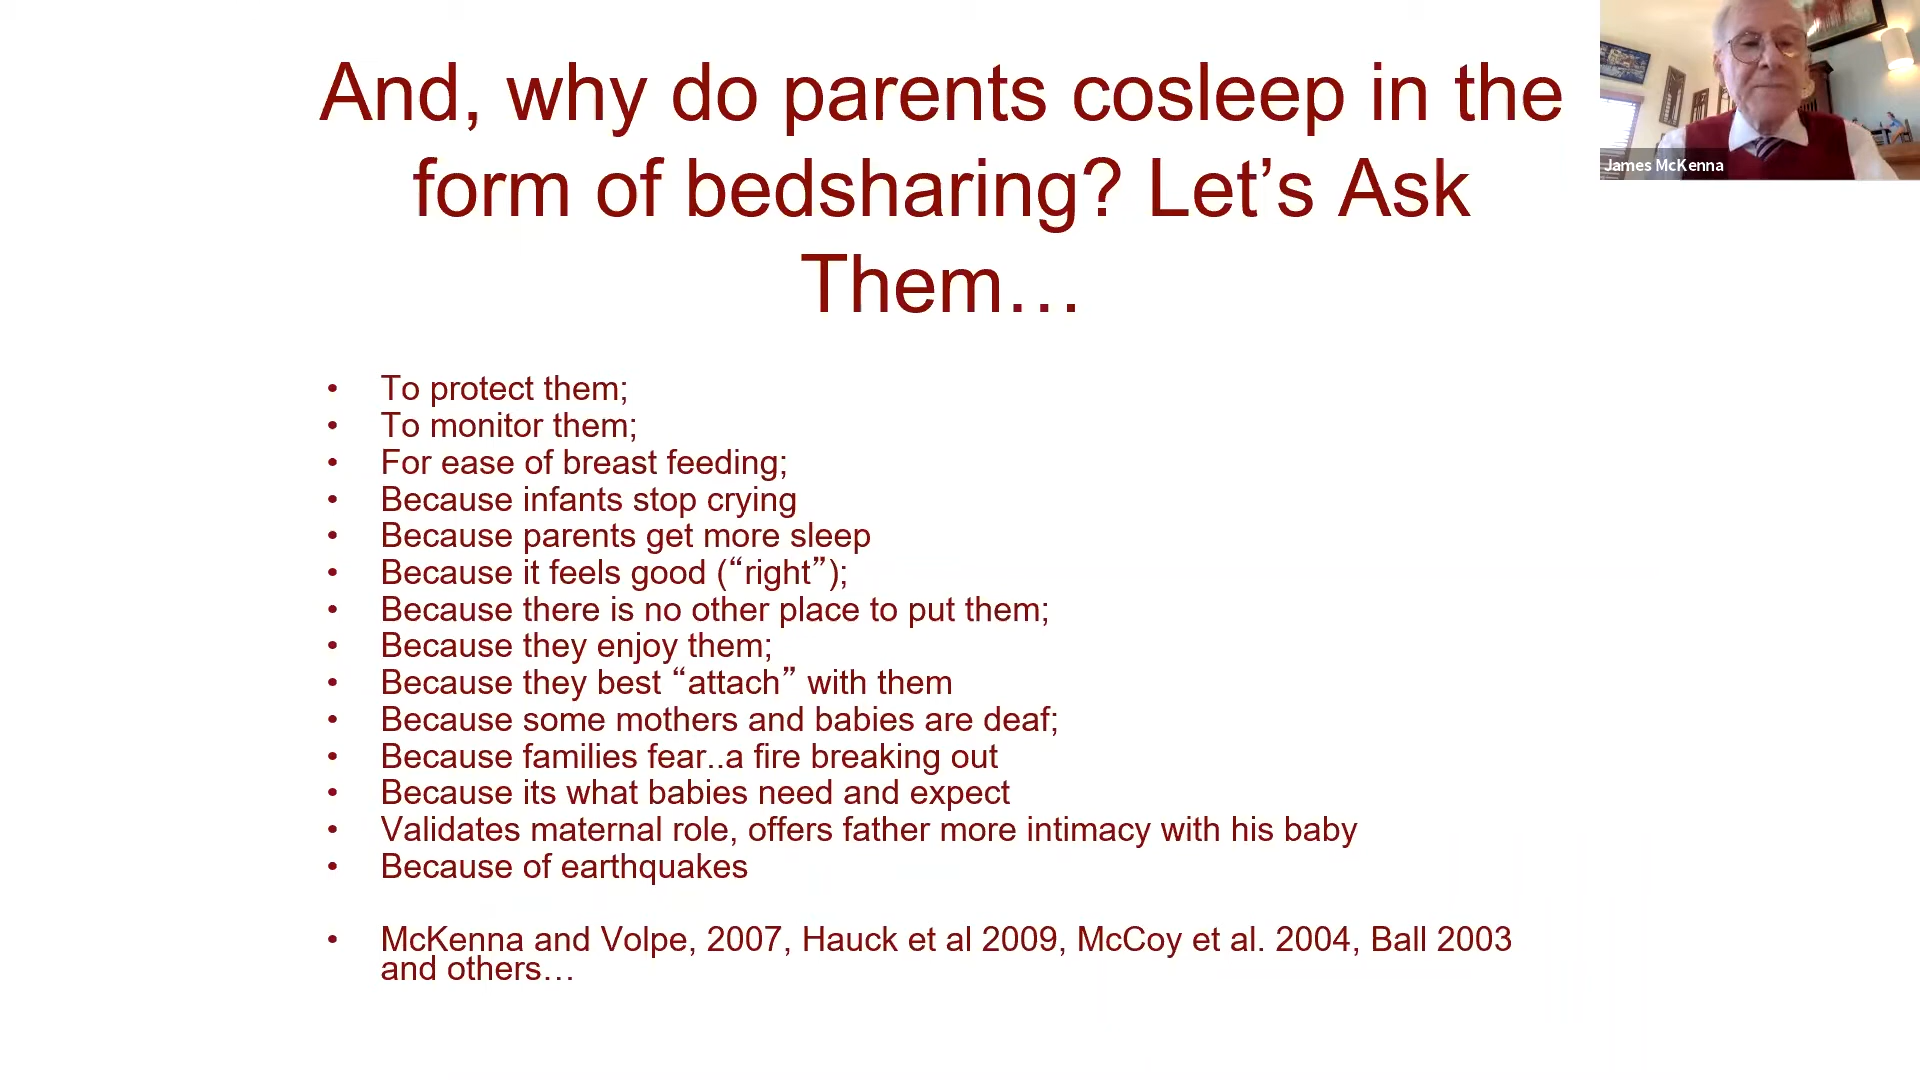 And, why do parents cosleep in the
form of bedsharing? Let’s Ask
Them…
James McKenna
• To protect them;
• To monitor them;
• For ease of breast feeding;
• Because infants stop crying
• Because parents get more sleep
• Because it feels good (“right”);
• Because there is no other place to put them;
• Because they enjoy them;
• Because they best “attach” with them
• Because some mothers and babies are deaf;
• Because families fear..a fire breaking out
• Because its what babies need and expect
• Validates maternal role, offers father more intimacy with his baby
• Because of earthquakes
• McKenna and Volpe, 2007, Hauck et al 2009, McCoy et al. 2004, Ball 2003
and others…